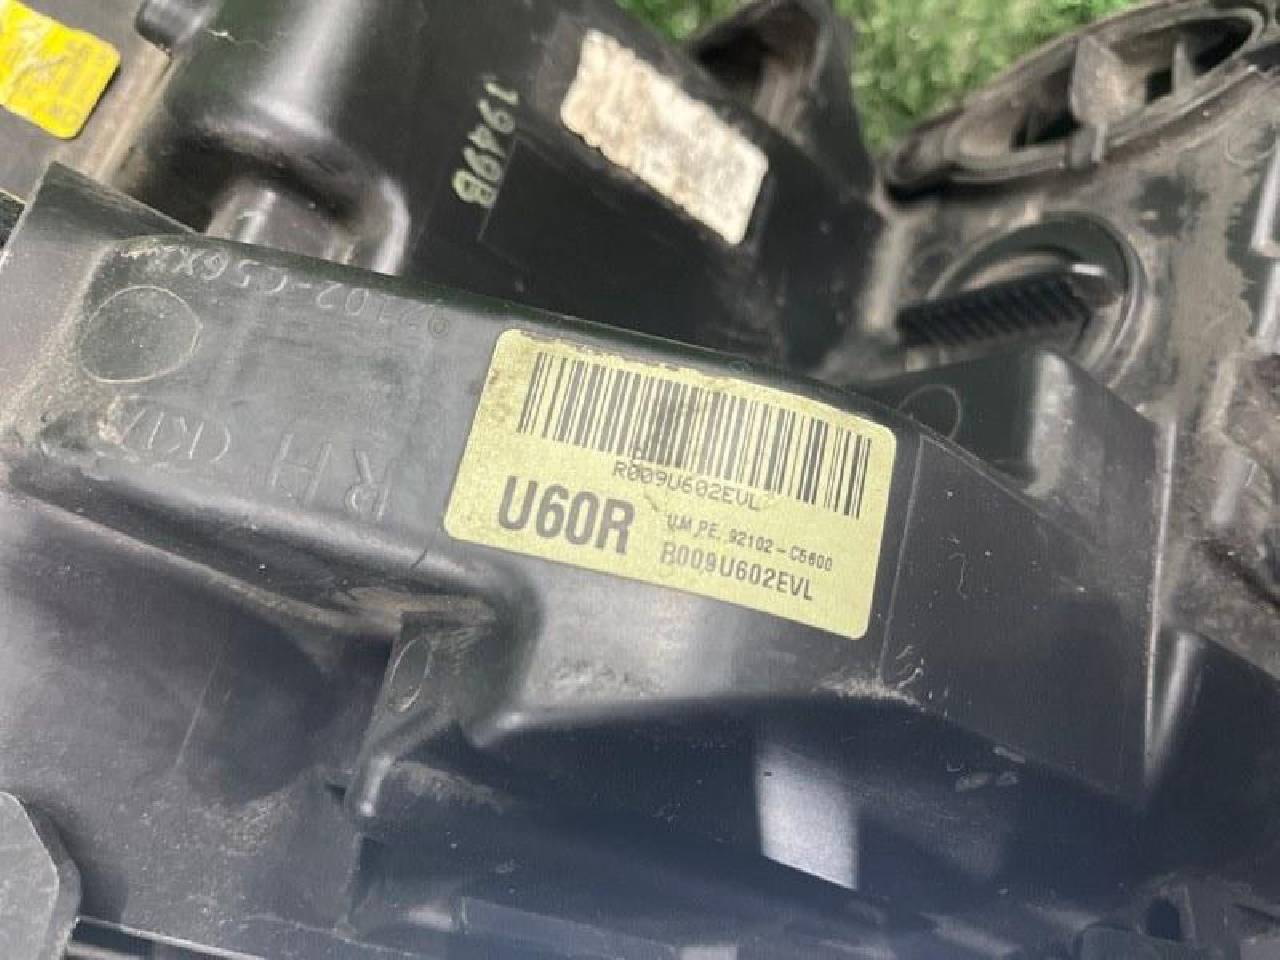 1949B
92102-C56XX
(KIA
RH
R009U602EVL
U60R
U.M.PE. 92102-C5600
R009U602EVL